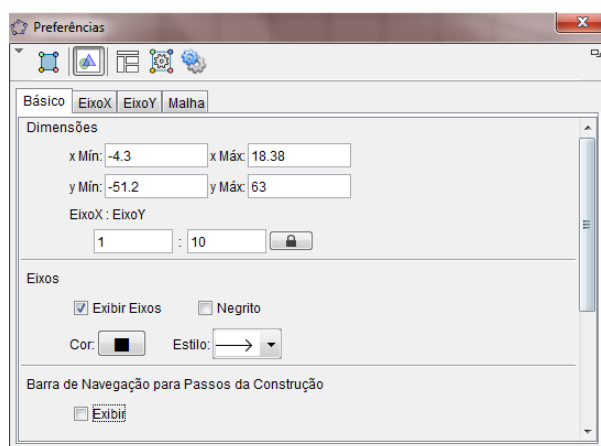 Preferências
Básico EixoX EixoY Malha
Dimensões
x Mín: -4.3 x Máx: 18.38
y Mín: -51.2 y Máx: 63
EixoX : EixoY
1 : 10
Eixos
Exibir Eixos Negrito
Cor: Estilo:
Barra de Navegação para Passos da Construção
Exibir